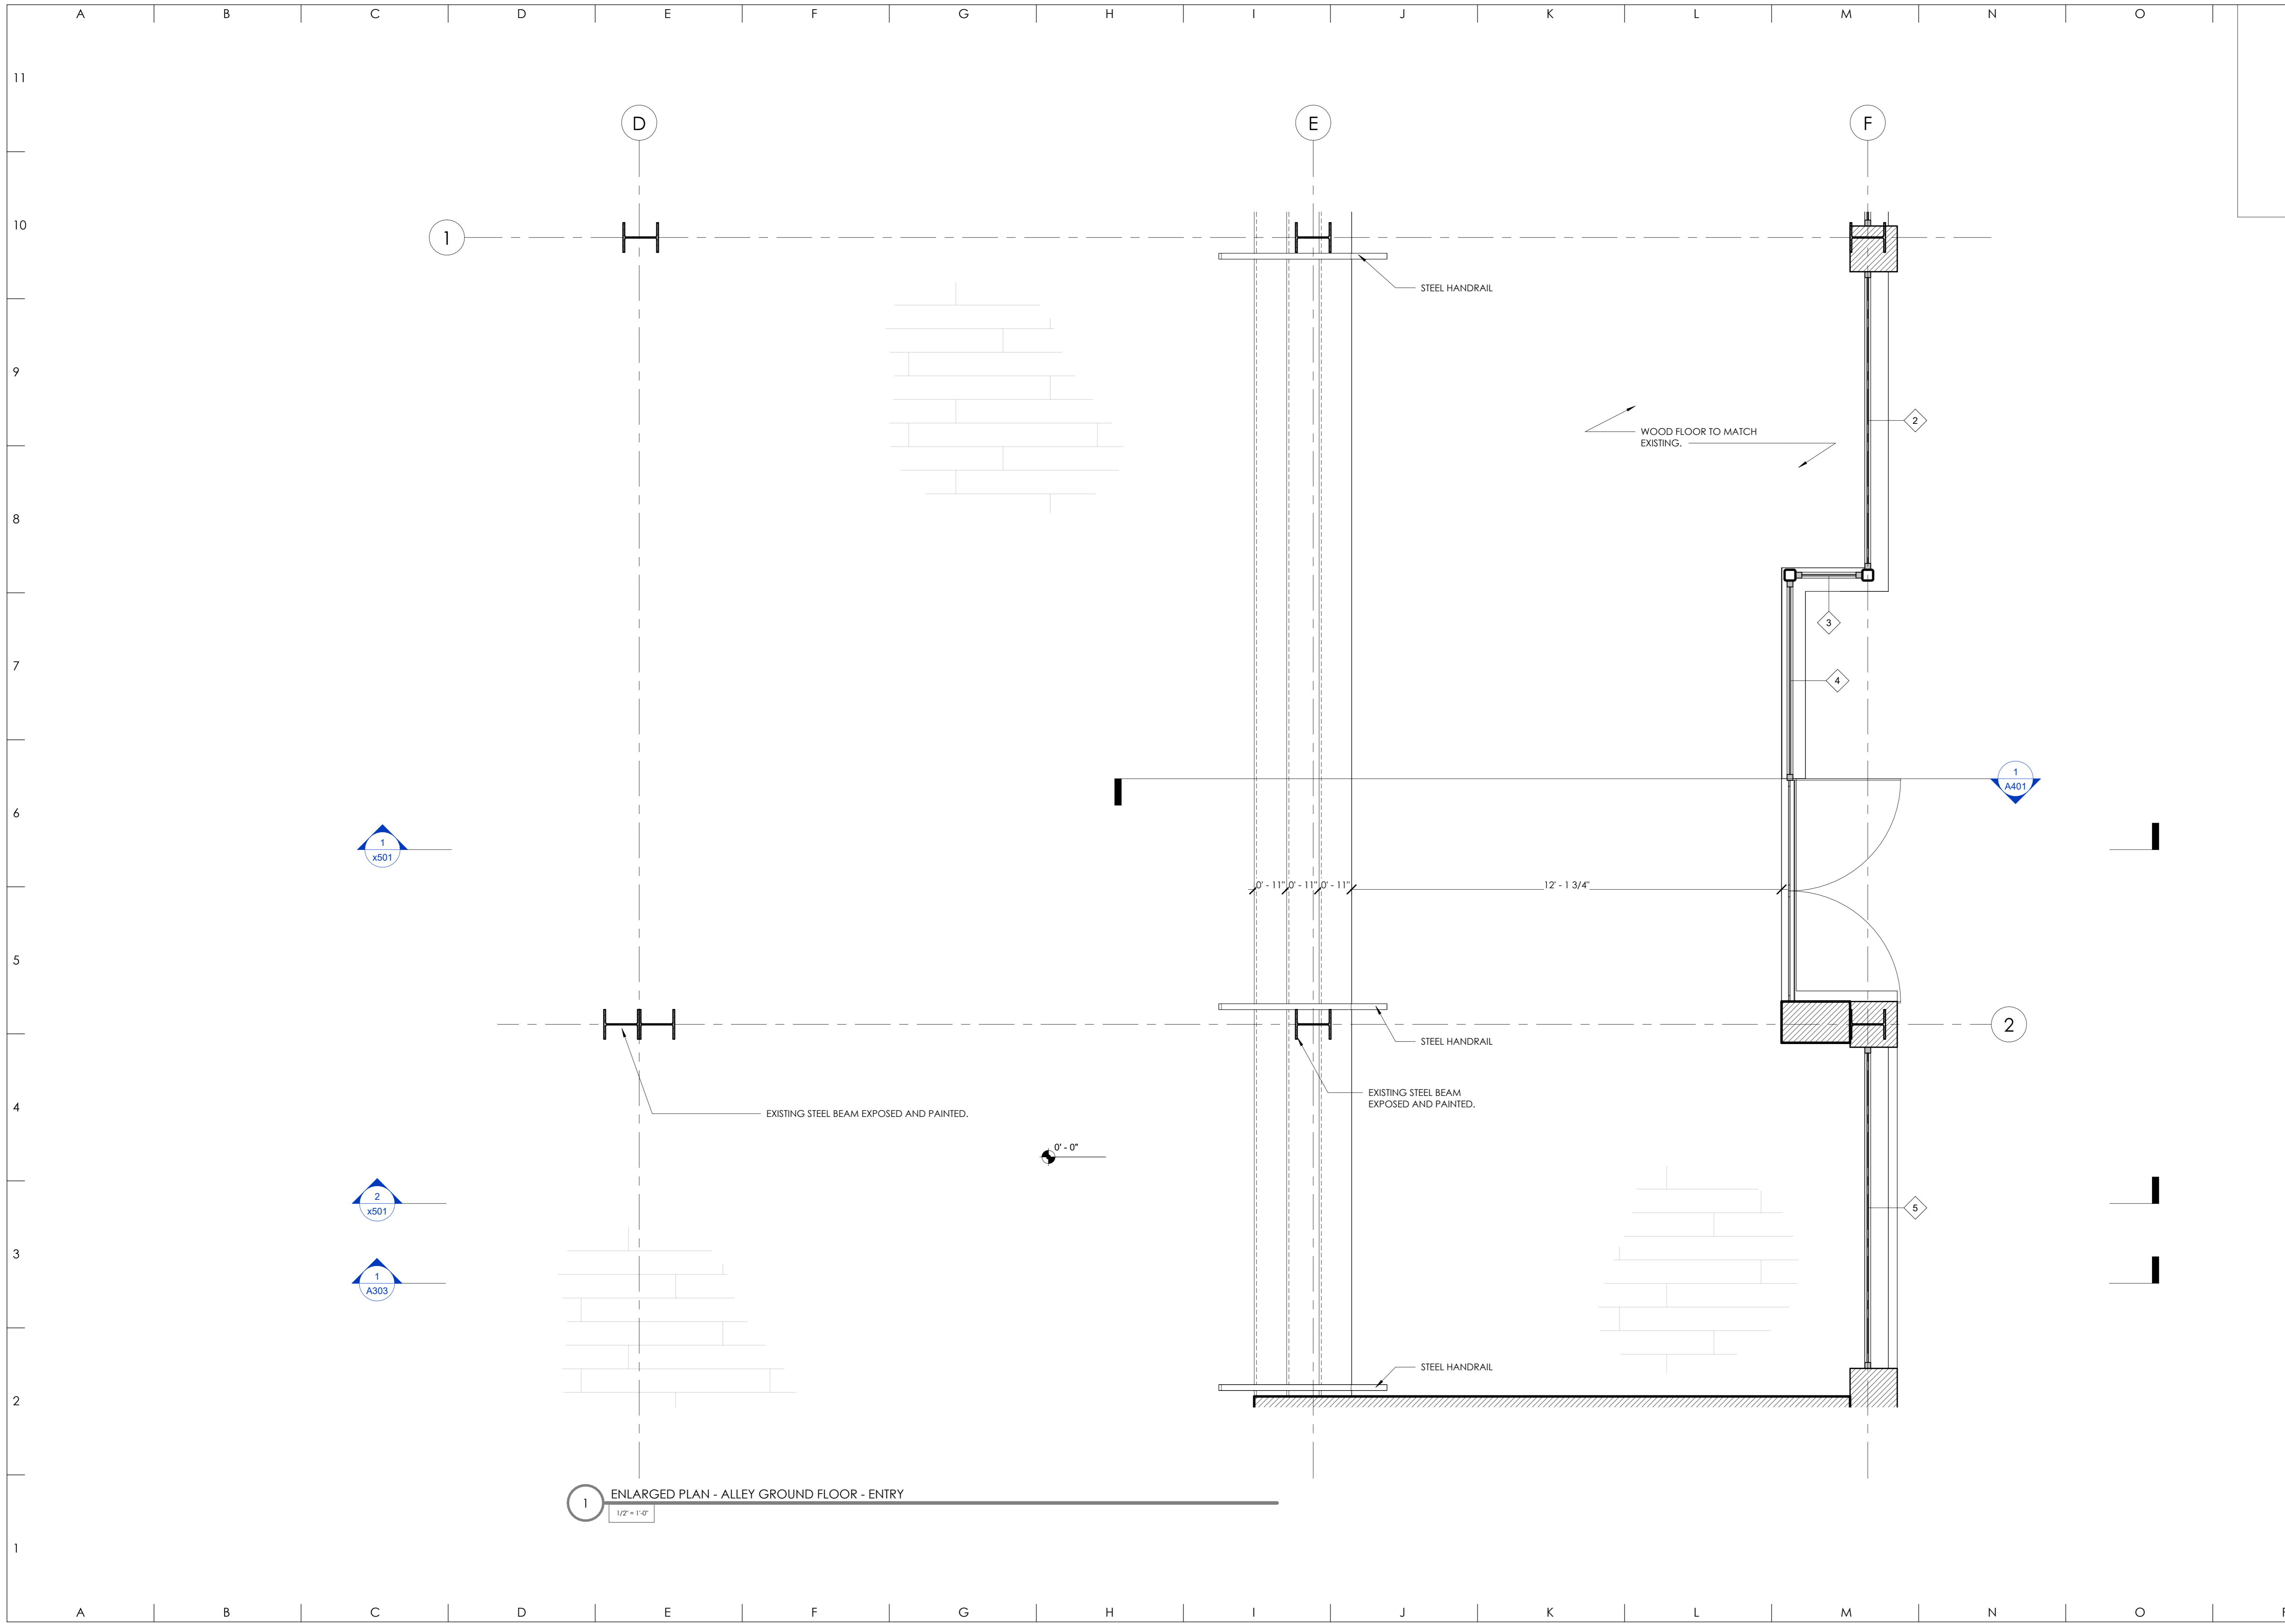 A B C D E F G H I J K L M N O
11
D E F
10
1
STEEL HANDRAIL
9
2
WOOD FLOOR TO MATCH
EXISTING.
8
3
7
4
1
A401
6
1
x501
0' - 11" 0' - 11" 0' - 11" 12' - 1 3/4"
5
2
STEEL HANDRAIL
EXISTING STEEL BEAM
EXPOSED AND PAINTED.
4
EXISTING STEEL BEAM EXPOSED AND PAINTED.
0' - 0"
2
x501
5
3
1
A303
STEEL HANDRAIL
2
1
ENLARGED PLAN - ALLEY GROUND FLOOR - ENTRY
1/2" = 1'-0"
1
A B C D E F G H I J K L M N O